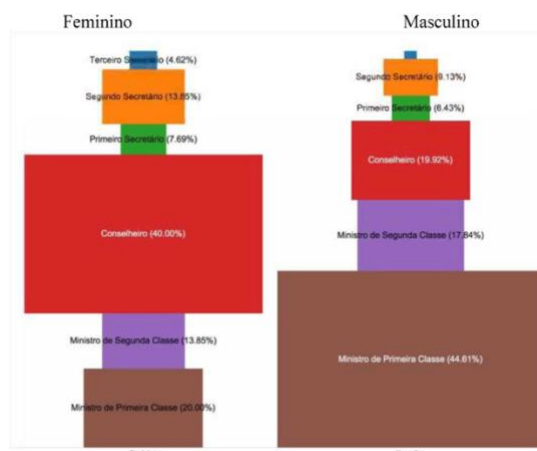 Feminino
Masculino
Terceiro Secretário (4.62%)
Segundo Secretário (13.85%)
Primeiro Secretário (7.69%)
Conselheiro (40.00%)
Ministro de Segunda Classe (13.85%)
Ministro de Primeira Classe (20.00%)
Segundo Secretário (9.13%)
Primeiro Secretário (6.43%)
Conselheiro (19.92%)
Ministro de Segunda Classe (17.84%)
Ministro de Primeira Classe (44.61%)